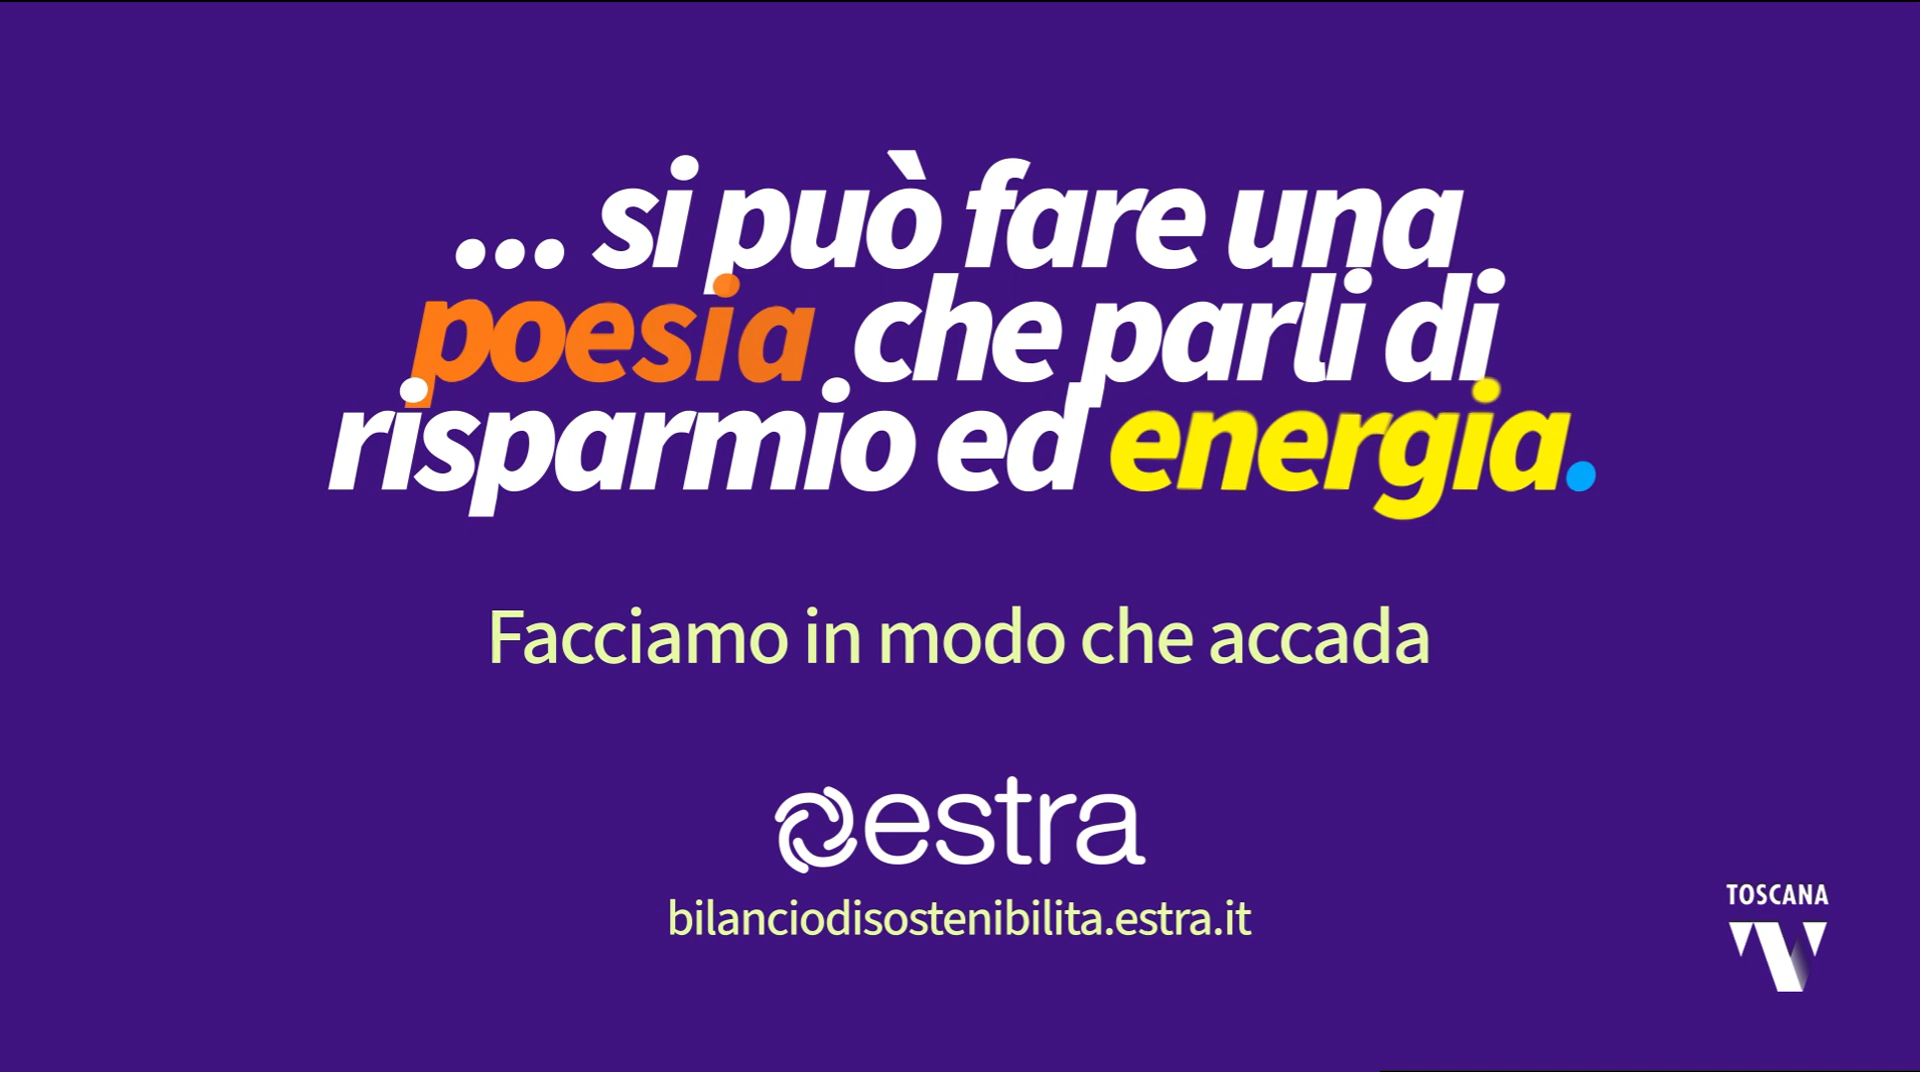 ... si può fare una
poesia che parli di
risparmio ed energia.
Facciamo in modo che accada
estra
bilanciodisostenibilita.estra.it
TOSCANA
TV